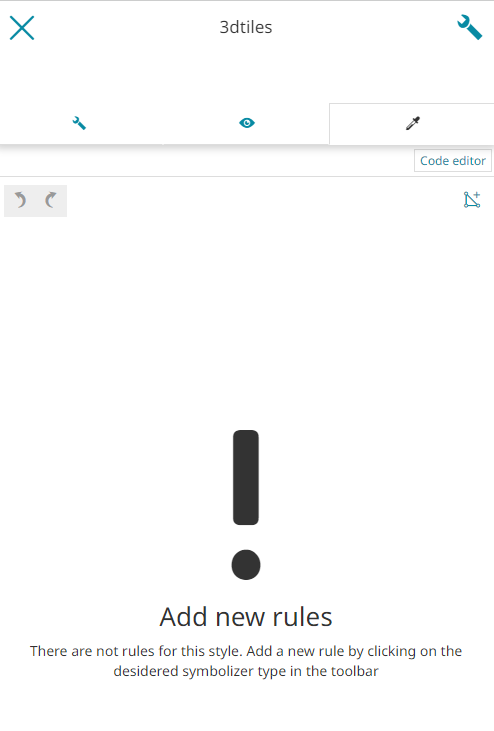 3dtiles
Code editor
Add new rules
There are not rules for this style. Add a new rule by clicking on the
desidered symbolizer type in the toolbar